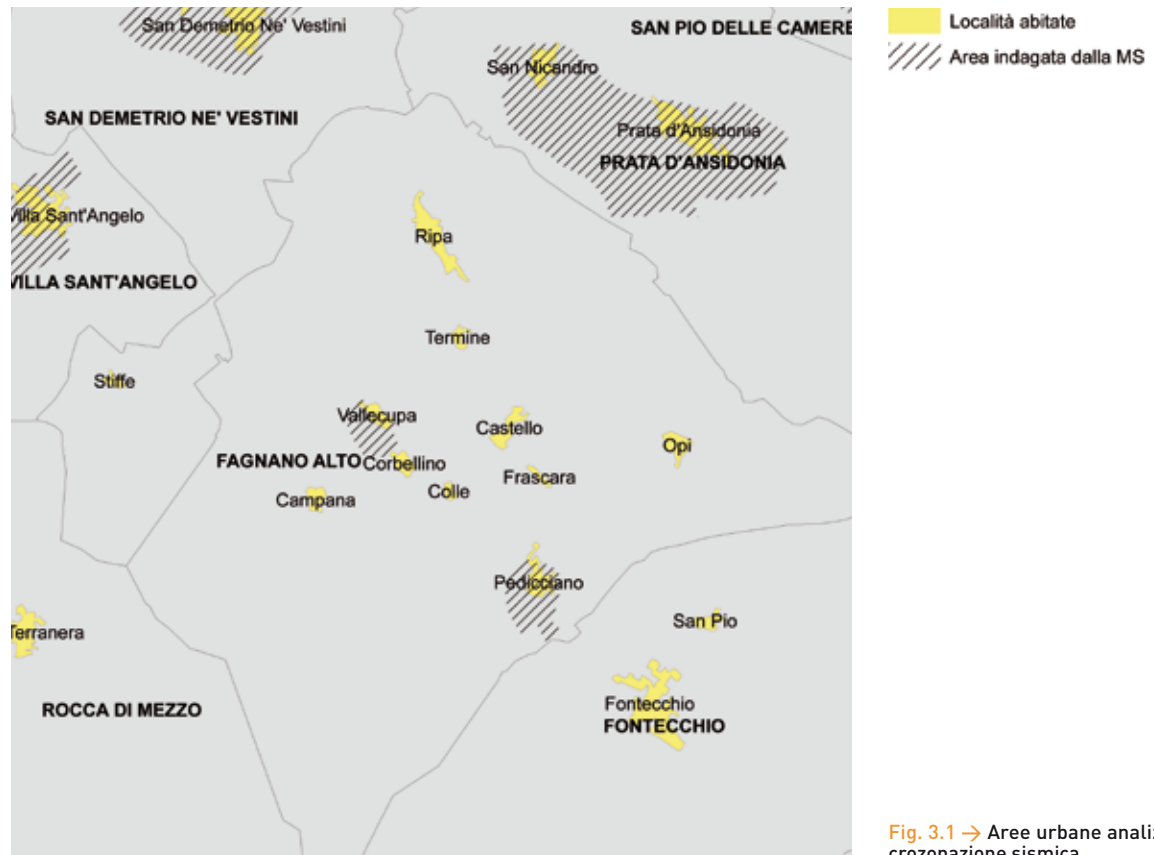 San Demetrio Ne' Vestini
SAN PIO DELLE CAMERE
San Nicandro
SAN DEMETRIO NE' VESTINI
Prata d'Ansidonia
PRATA D'ANSIDONIA
Villa Sant'Angelo
Ripa
VILLA SANT'ANGELO
Termine
Stiffe
Vallecupa
Castello
Opi
FAGNANO ALTO
Corbellino
Frascara
Colle
Campana
Pedicciano
San Pio
Terranera
Fontecchio
ROCCA DI MEZZO
FONTECCHIO
Località abitate
Area indagata dalla MS
Fig. 3.1 → Aree urbane
crozonazione sismica